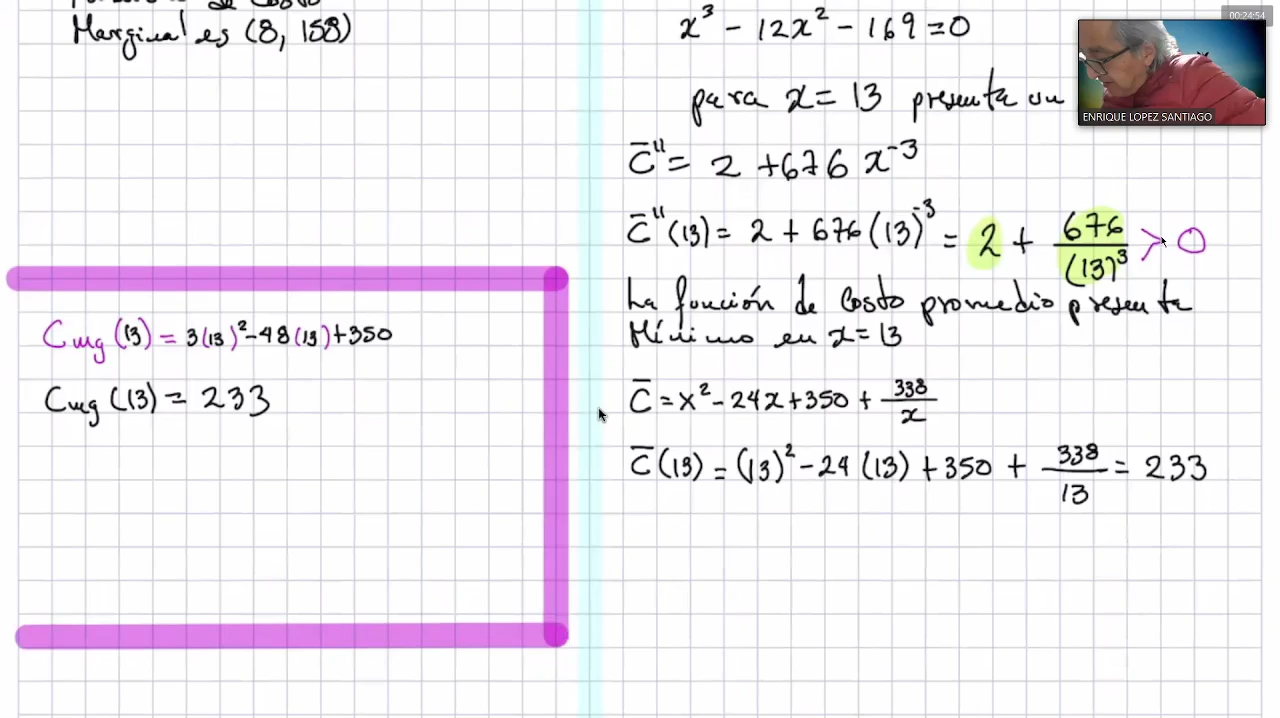 Marginal es (8, 158)
Cmg (13) = 3(13)² - 48 (13) + 350
Cmg (13) = 233
x³ - 12x² - 169 = 0
para x = 13 presenta un
C̄'' = 2 + 676 x⁻³
C̄'' (13) = 2 + 676 (13)⁻³ = 2 + 676/(13)³ > 0
La función de Costo promedio presenta
Mínimo en x = 13
C̄ = x² - 24x + 350 + 338/x
C̄ (13) = (13)² - 24 (13) + 350 + 338/13 = 233
00:24:54
ENRIQUE LOPEZ SANTIAGO